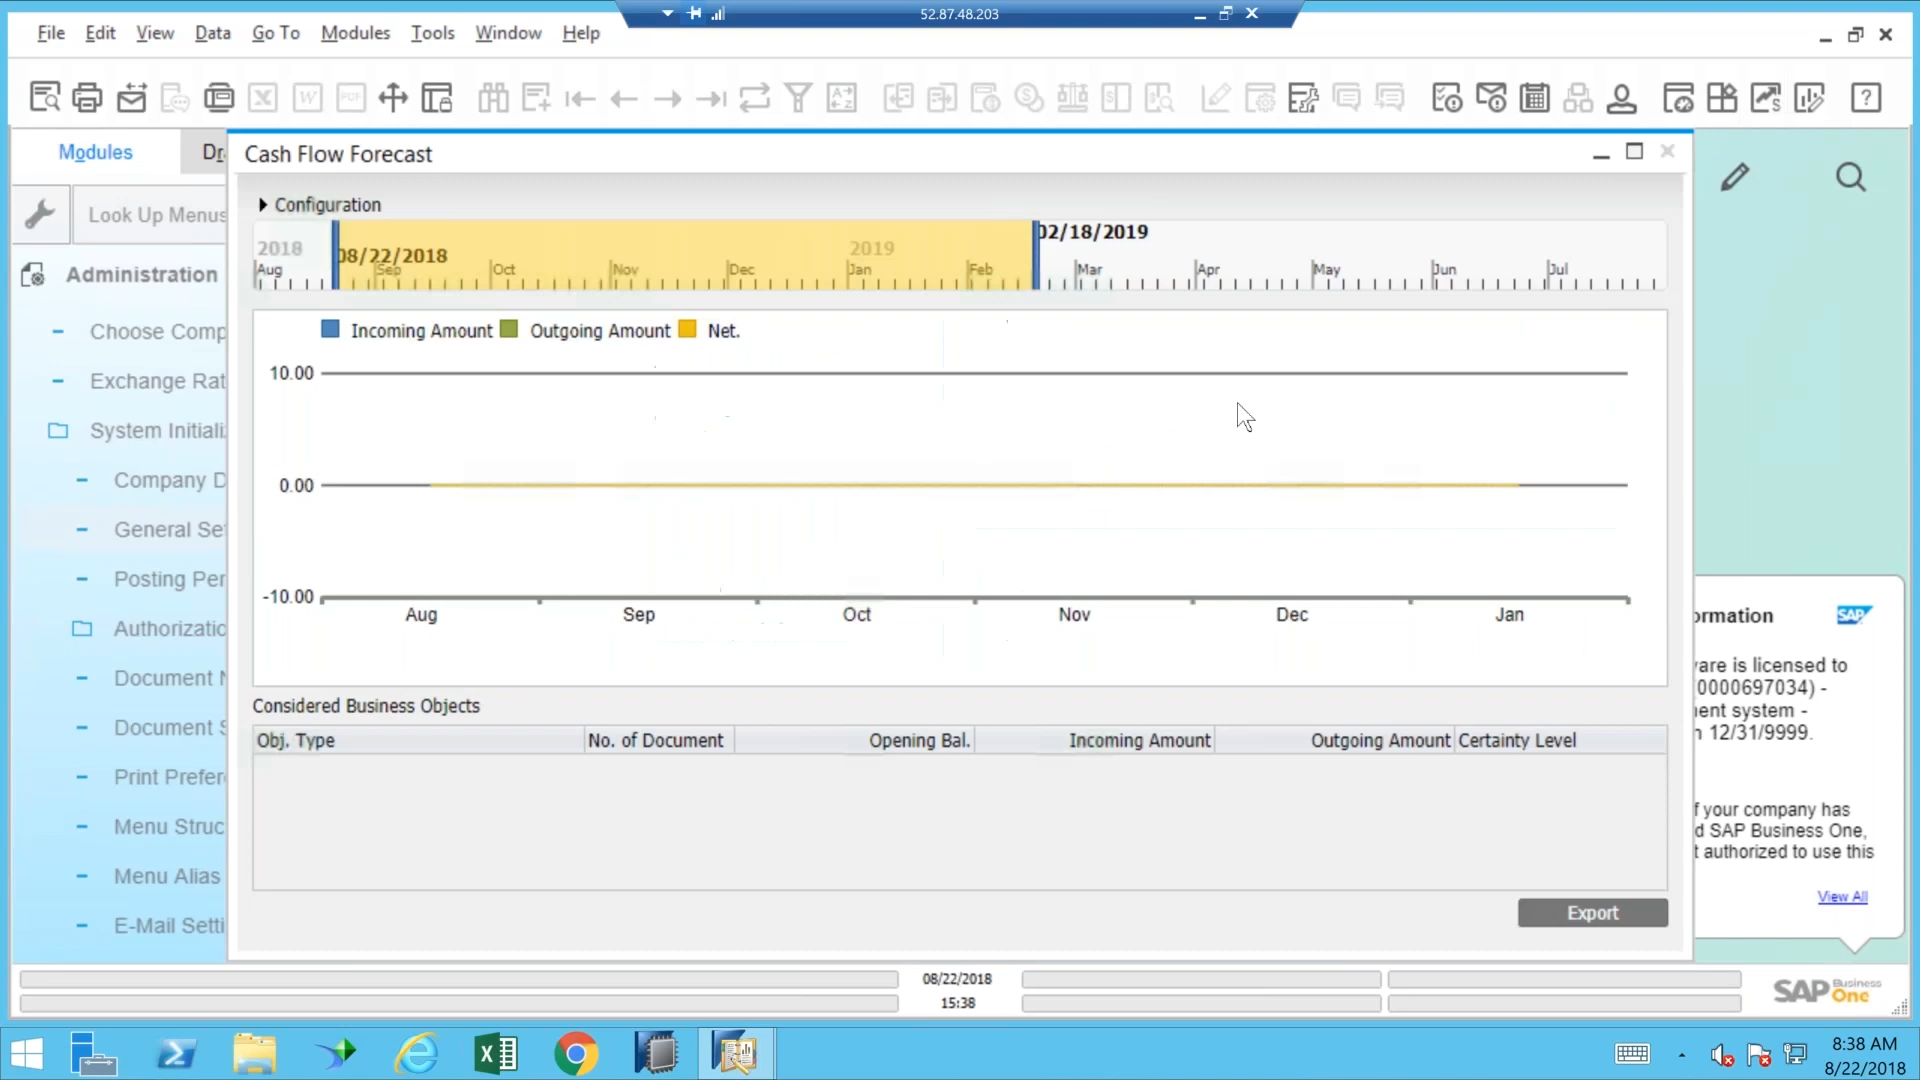 52.87.48.203
File Edit View Data Go To Modules Tools Window Help
Modules
Cash Flow Forecast
Look Up Menus
Configuration
2018 08/22/2018 2019 02/18/2019
Aug Sep Oct Nov Dec Jan Feb Mar Apr May Jun Jul
Administration
Choose Comp
Exchange Rat
System Initiali
Company D
General Se
Posting Per
Authorizatio
Document N
Document S
Print Prefer
Menu Struc
Menu Alias
E-Mail Setti
Incoming Amount Outgoing Amount Net.
10.00
0.00
-10.00
Aug Sep Oct Nov Dec Jan
Considered Business Objects
Obj. Type No. of Document Opening Bal. Incoming Amount Outgoing Amount Certainty Level
Export
ormation SAP
are is licensed to
0000697034) -
ent system -
12/31/9999.
f your company has
d SAP Business One,
t authorized to use this
View All
08/22/2018
15:38
SAP Business One
8:38 AM
8/22/2018